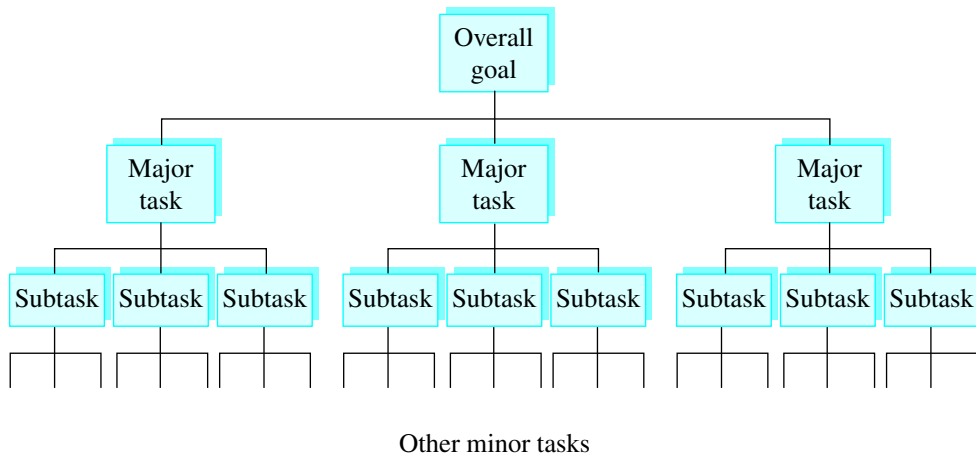 Overall
goal
Major
task
Major
task
Major
task
Subtask
Subtask
Subtask
Subtask
Subtask
Subtask
Subtask
Subtask
Subtask
Other minor tasks